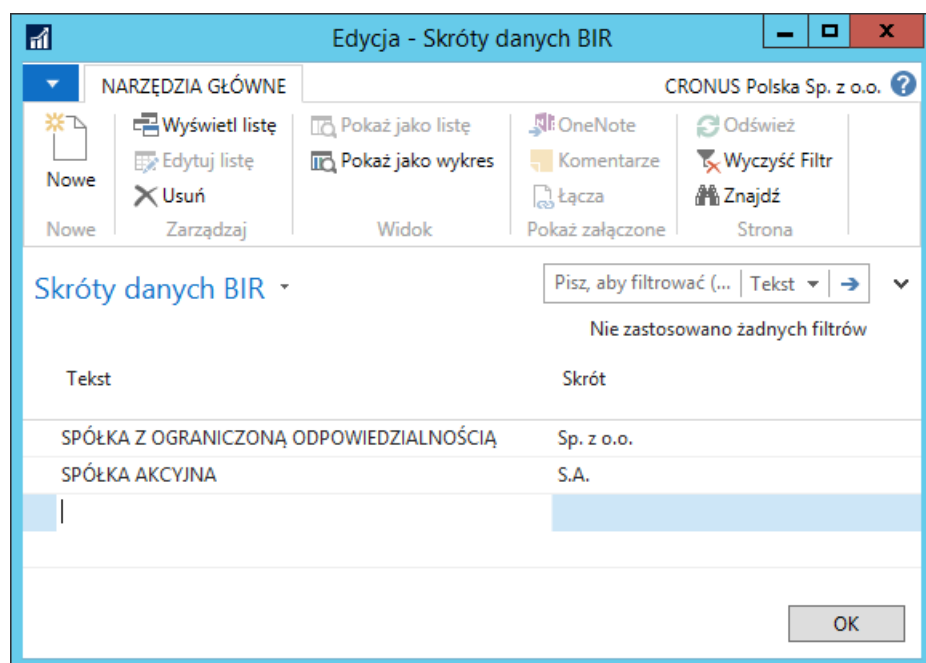 Edycja - Skróty danych BIR
NARZĘDZIA GŁÓWNE
CRONUS Polska Sp. z o.o.
Nowe
Wyświetl listę
Edytuj listę
Usuń
Pokaż jako listę
Pokaż jako wykres
OneNote
Komentarze
Łącza
Odśwież
Wyczyść Filtr
Znajdź
Nowe Zarządzaj Widok Pokaż załączone Strona
Skróty danych BIR
Pisz, aby filtrować (... Tekst
Nie zastosowano żadnych filtrów
Tekst Skrót
SPÓŁKA Z OGRANICZONĄ ODPOWIEDZIALNOŚCIĄ Sp. z o.o.
SPÓŁKA AKCYJNA S.A.
OK